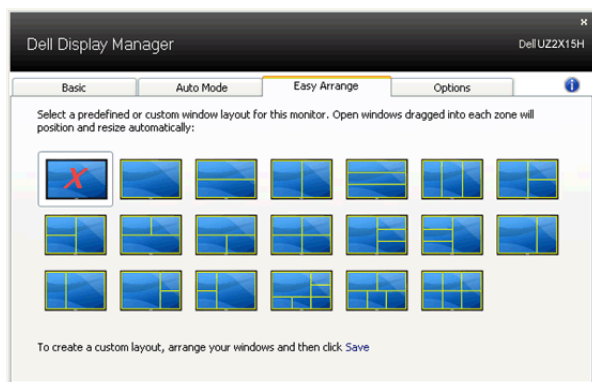 Dell Display Manager
Dell UZ2X15H
Basic
Auto Mode
Easy Arrange
Options
Select a predefined or custom window layout for this monitor. Open windows dragged into each zone will
position and resize automatically:
To create a custom layout, arrange your windows and then click Save